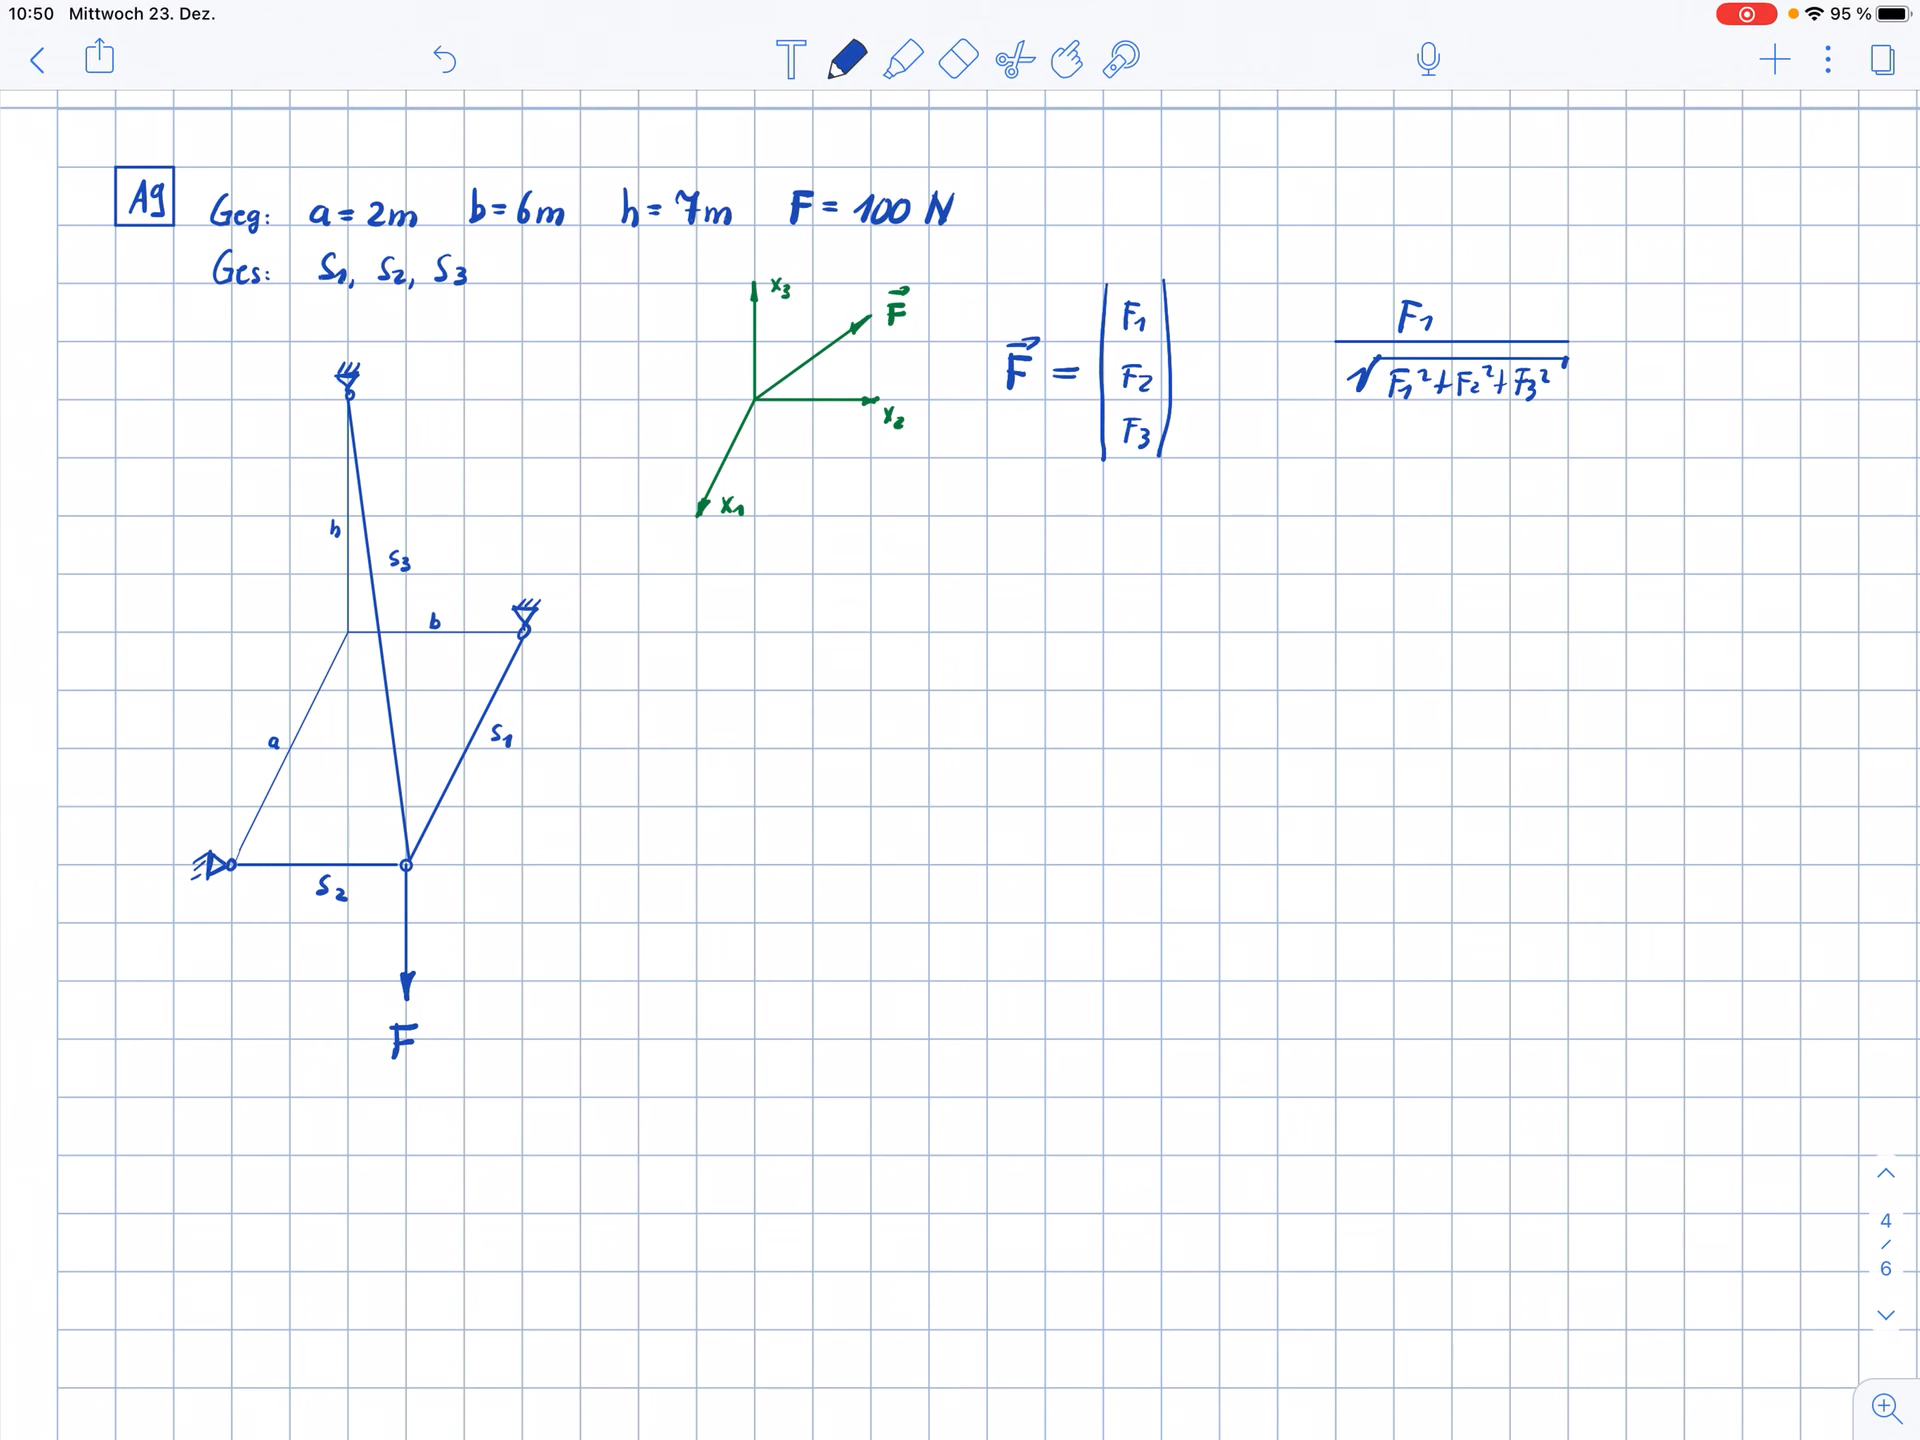 10:50 Mittwoch 23. Dez.
95 %
T
A9
Geg: a = 2m b = 6m h = 7m F = 100 N
Ges: S1, S2, S3
x3
F⃗
x2
x1
F⃗ =
F1
F2
F3
F1
√F1²+F2²+F3²
h
S3
b
a
S1
S2
F
4
/
6